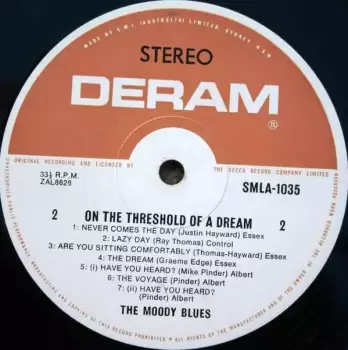 MADE BY E.M.I. (AUSTRALIA) LIMITED, SYDNEY, N.S.W.
STEREO
DERAM
®
ORIGINAL RECORDING AND LICENSED BY THE DECCA RECORD COMPANY LIMITED
33⅓ R.P.M.
ZAL8826
SMLA-1035
2 ON THE THRESHOLD OF A DREAM 2
1: NEVER COMES THE DAY (Justin Hayward) Essex
2: LAZY DAY (Ray Thomas) Control
3: ARE YOU SITTING COMFORTABLY? (Thomas-Hayward) Essex
4: THE DREAM (Graeme Edge) Essex
5: (i) HAVE YOU HEARD? (Mike Pinder) Albert
6: THE VOYAGE (Pinder) Albert
7: (ii) HAVE YOU HEARD?
(Pinder) Albert
THE MOODY BLUES